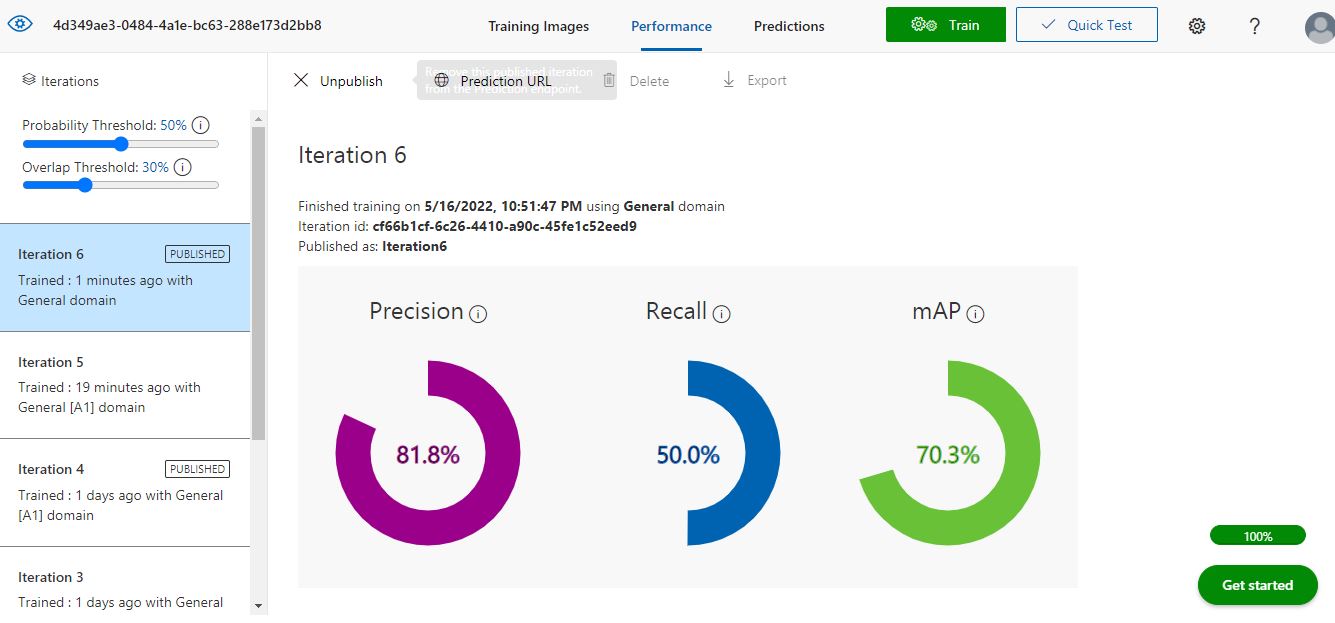 4d349ae3-0484-4a1e-bc63-288e173d2bb8
Training Images
Performance
Predictions
Train
Quick Test
?
Iterations
Unpublish
Prediction URL
Remove this published iteration
from the Prediction endpoint.
Delete
Export
Probability Threshold: 50%
Overlap Threshold: 30%
Iteration 6
PUBLISHED
Trained : 1 minutes ago with
General domain
Iteration 5
Trained : 19 minutes ago with
General [A1] domain
Iteration 4
PUBLISHED
Trained : 1 days ago with General
[A1] domain
Iteration 3
Trained : 1 days ago with General
Iteration 6
Finished training on 5/16/2022, 10:51:47 PM using General domain
Iteration id: cf66b1cf-6c26-4410-a90c-45fe1c52eed9
Published as: Iteration6
Precision
Recall
mAP
81.8%
50.0%
70.3%
100%
Get started